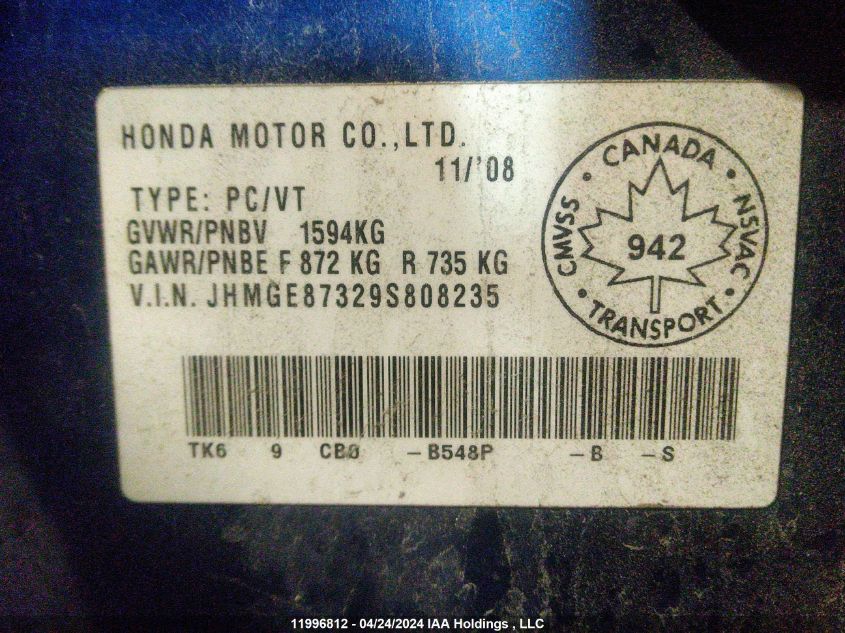 HONDA MOTOR CO.,LTD.
11/'08
TYPE: PC/VT
GVWR/PNBV 1594KG
GAWR/PNBE F 872 KG R 735 KG
V.I.N. JHMGE87329S808235
CANADA
CMVSS
NSVAC
942
TRANSPORT
TK6 9 CB0 -B548P -B -S
11996812 - 04/24/2024 IAA Holdings , LLC